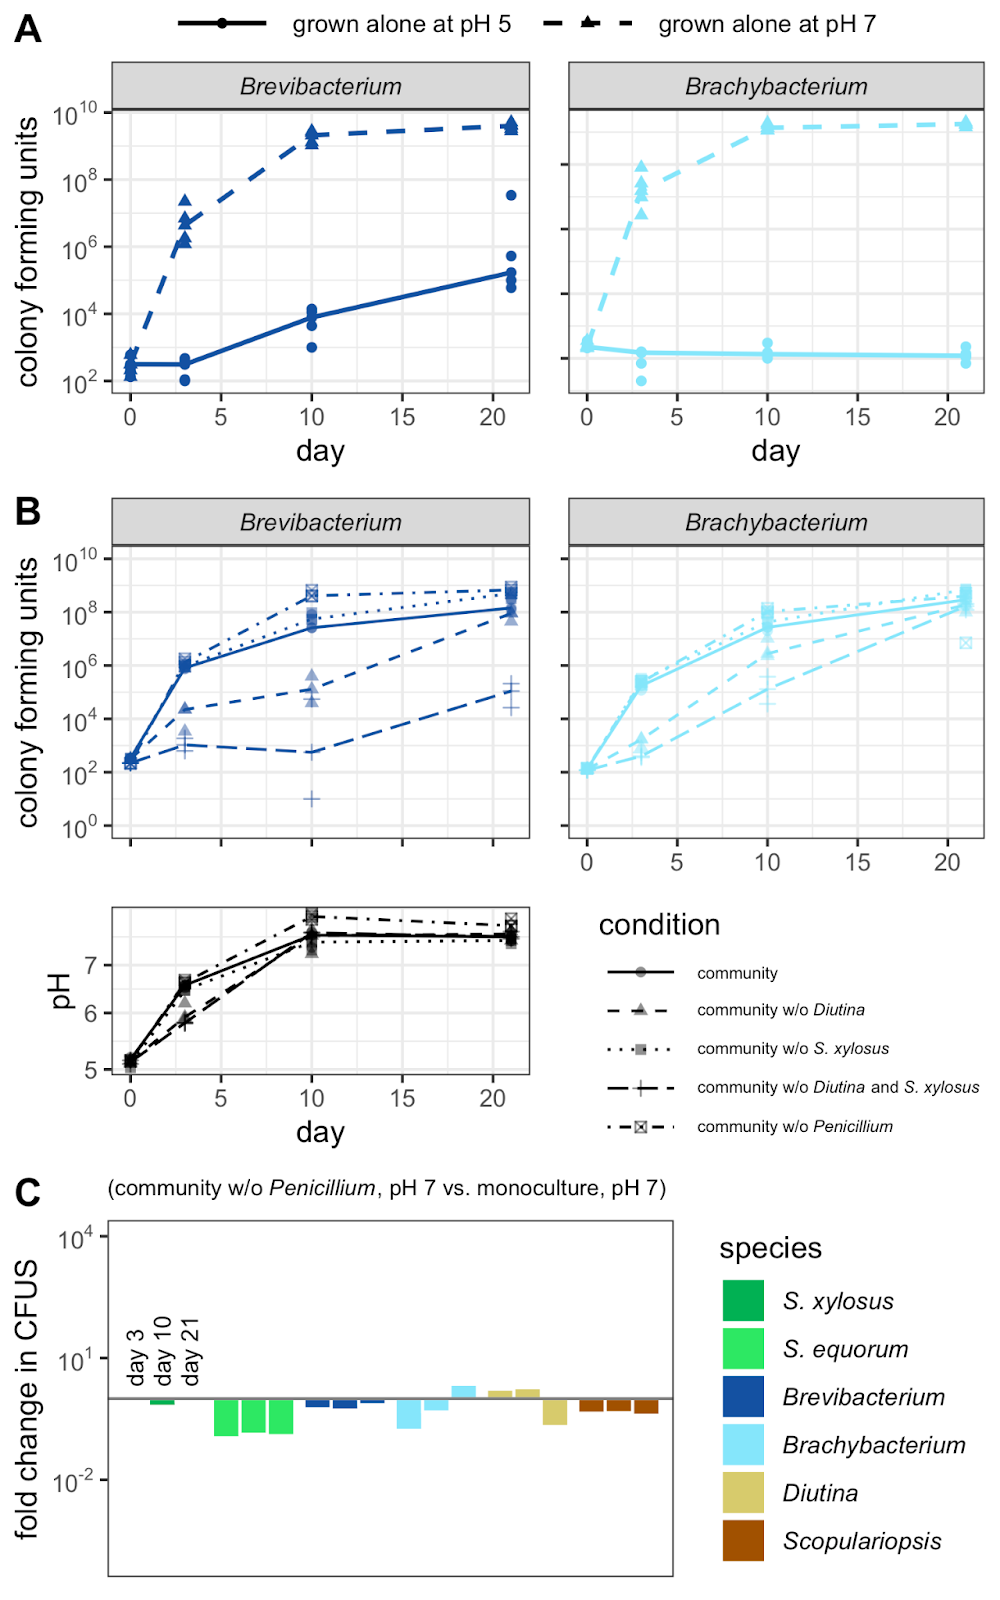 A
grown alone at pH 5
grown alone at pH 7
Brevibacterium
Brachybacterium
colony forming units
10^10
10^8
10^6
10^4
10^2
0 5 10 15 20
0 5 10 15 20
day
day
B
Brevibacterium
Brachybacterium
colony forming units
10^10
10^8
10^6
10^4
10^2
10^0
0 5 10 15 20
pH
7
6
5
0 5 10 15 20
day
condition
community
community w/o Diutina
community w/o S. xylosus
community w/o Diutina and S. xylosus
community w/o Penicillium
C
(community w/o Penicillium, pH 7 vs. monoculture, pH 7)
fold change in CFUS
10^4
10^1
10^-2
day 3
day 10
day 21
species
S. xylosus
S. equorum
Brevibacterium
Brachybacterium
Diutina
Scopulariopsis